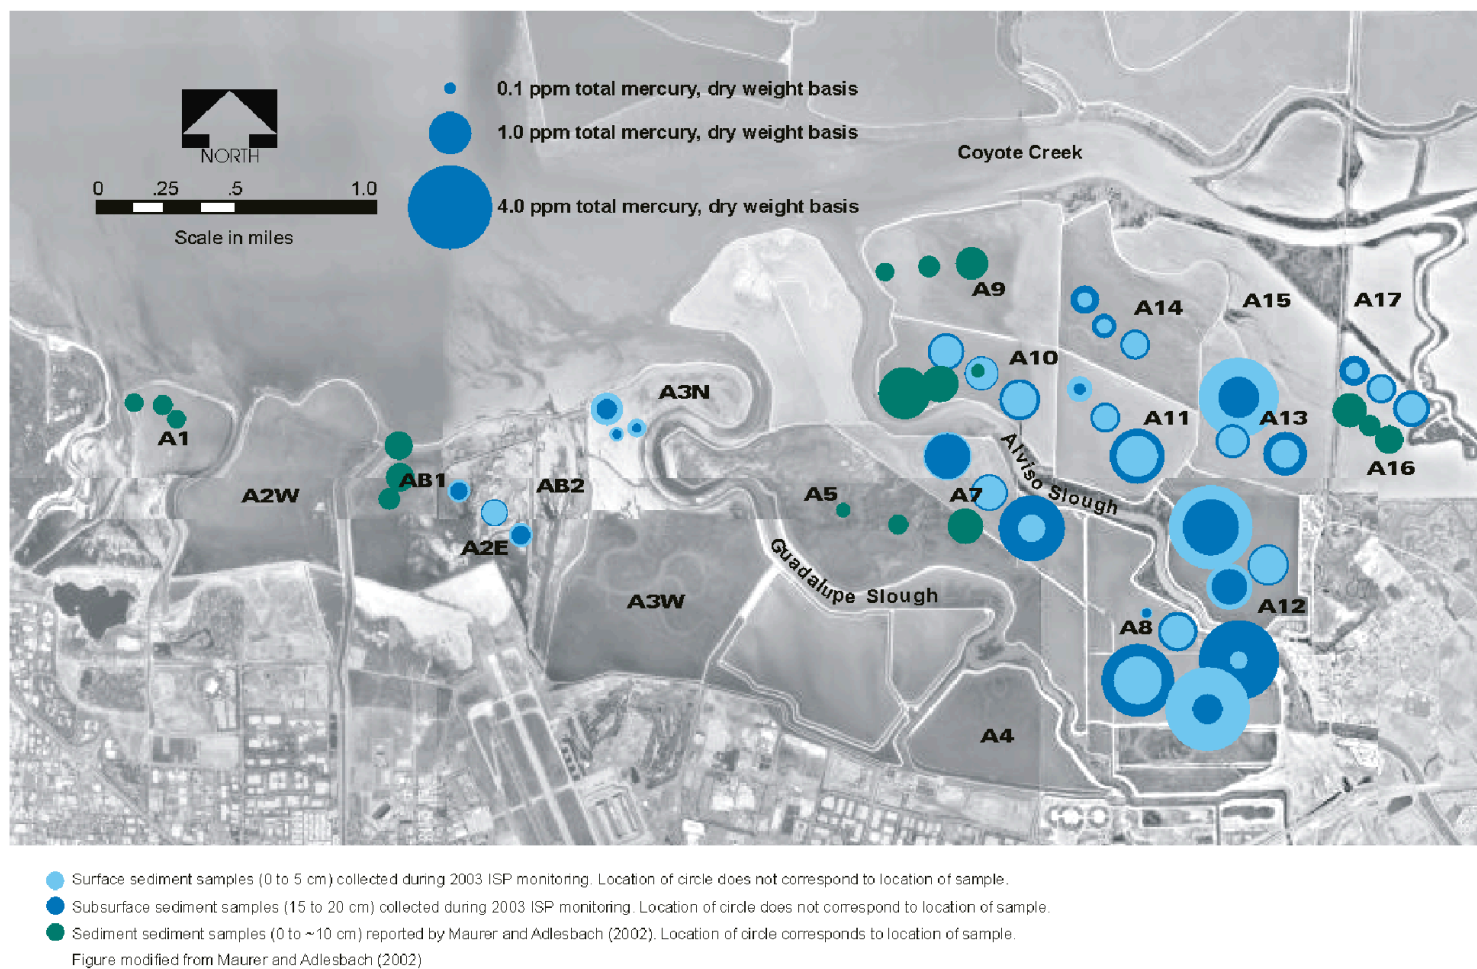 0.1 ppm total mercury, dry weight basis
1.0 ppm total mercury, dry weight basis
4.0 ppm total mercury, dry weight basis
NORTH
0 .25 .5 1.0
Scale in miles
Coyote Creek
A9
A14
A15
A17
A10
A3N
A1
A11
A13
A16
Alviso Slough
A2W
AB1
AB2
A5
A7
A2E
A3W
Guadalupe Slough
A12
A8
A4
Surface sediment samples (0 to 5 cm) collected during 2003 ISP monitoring. Location of circle does not correspond to location of sample.
Subsurface sediment samples (15 to 20 cm) collected during 2003 ISP monitoring. Location of circle does not correspond to location of sample.
Sediment sediment samples (0 to ~10 cm) reported by Maurer and Adlesbach (2002). Location of circle corresponds to location of sample.
Figure modified from Maurer and Adlesbach (2002)